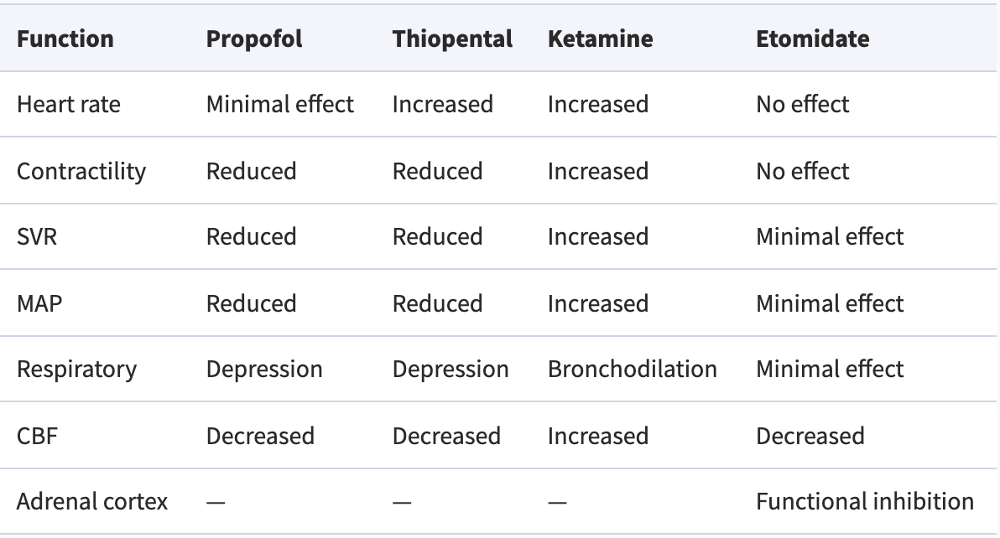 Function Propofol Thiopental Ketamine Etomidate
Heart rate Minimal effect Increased Increased No effect
Contractility Reduced Reduced Increased No effect
SVR Reduced Reduced Increased Minimal effect
MAP Reduced Reduced Increased Minimal effect
Respiratory Depression Depression Bronchodilation Minimal effect
CBF Decreased Decreased Increased Decreased
Adrenal cortex — — — Functional inhibition